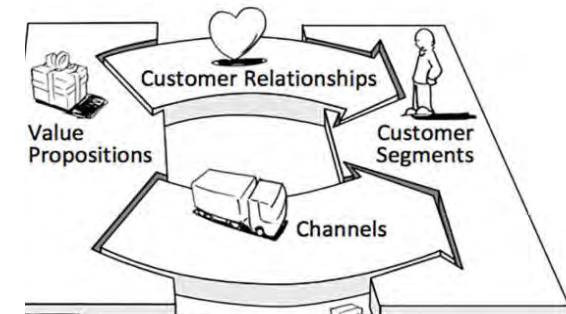 Customer Relationships
Value
Propositions
Customer
Segments
Channels